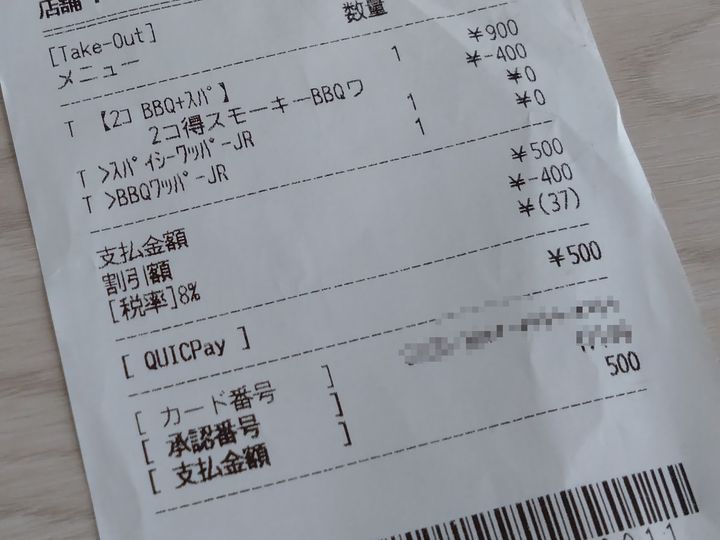 店舗
[Take-Out] 数量
メニュー
T 【2コ BBQ+スパ】 1 ¥900
2コ得スモーキーBBQワ ¥-400
T >スパイシーワッパーJR 1 ¥0
T >BBQワッパーJR 1 ¥0
支払金額 ¥500
割引額 ¥-400
[税率]8% ¥(37)
[ QUICPay ] ¥500
[ カード番号 ]
[ 承認番号 ]
[ 支払金額 ] 500